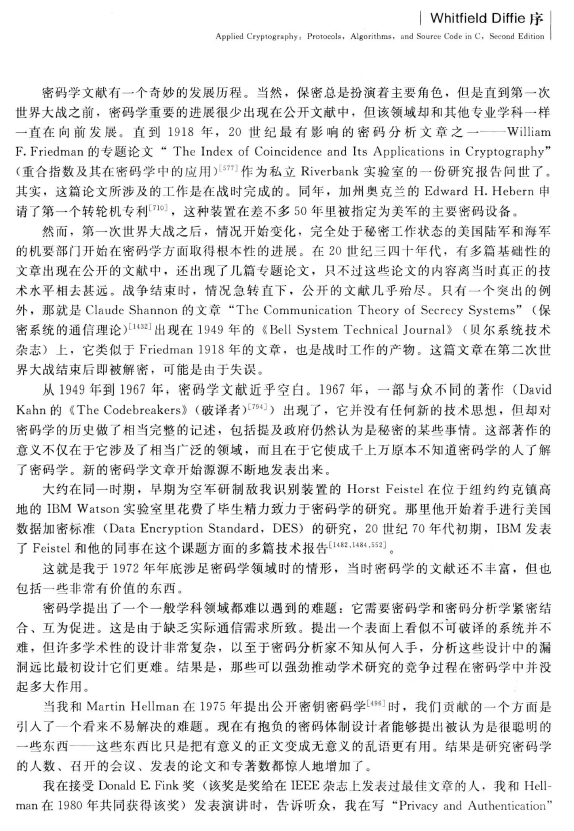 Whitfield Diffie 序
Applied Cryptography: Protocols, Algorithms, and Source Code in C, Second Edition
密码学文献有一个奇妙的发展历程。当然，保密总是扮演着主要角色，但是直到第一次
世界大战之前，密码学重要的进展很少出现在公开文献中，但该领域却和其他专业学科一样
一直在向前发展。直到 1918 年，20 世纪最有影响的密码分析文章之一——William
F. Friedman 的专题论文“ The Index of Coincidence and Its Applications in Cryptography”
(重合指数及其在密码学中的应用)[577]作为私立 Riverbank 实验室的一份研究报告问世了。
其实，这篇论文所涉及的工作是在战时完成的。同年，加州奥克兰的 Edward H. Hebern 申
请了第一个转轮机专利[710]，这种装置在差不多 50 年里被指定为美军的主要密码设备。
然而，第一次世界大战之后，情况开始变化，完全处于秘密工作状态的美国陆军和海军
的机要部门开始在密码学方面取得根本性的进展。在 20 世纪三四十年代，有多篇基础性的
文章出现在公开的文献中，还出现了几篇专题论文，只不过这些论文的内容离当时真正的技
术水平相去甚远。战争结束时，情况急转直下，公开的文献几乎殆尽。只有一个突出的例
外，那就是 Claude Shannon 的文章“The Communication Theory of Secrecy Systems”（保
密系统的通信理论)[1432]出现在 1949 年的《Bell System Technical Journal》（贝尔系统技术
杂志）上，它类似于 Friedman 1918 年的文章，也是战时工作的产物。这篇文章在第二次世
界大战结束后即被解密，可能是由于失误。
从 1949 年到 1967 年，密码学文献近乎空白。1967 年，一部与众不同的著作（David
Kahn 的《The Codebreakers》（破译者)[794]）出现了，它并没有任何新的技术思想，但却对
密码学的历史做了相当完整的记述，包括提及政府仍然认为是秘密的某些事情。这部著作的
意义不仅在于它涉及了相当广泛的领域，而且在于它使成千上万原本不知道密码学的人了解
了密码学。新的密码学文章开始源源不断地发表出来。
大约在同一时期，早期为空军研制敌我识别装置的 Horst Feistel 在位于纽约约克镇高
地的 IBM Watson 实验室里花费了毕生精力致力于密码学的研究。那里他开始着手进行美国
数据加密标准（Data Encryption Standard，DES）的研究，20 世纪 70 年代初期，IBM 发表
了 Feistel 和他的同事在这个课题方面的多篇技术报告[1482,1484,552]。
这就是我于 1972 年年底涉足密码学领域时的情形，当时密码学的文献还不丰富，但也
包括一些非常有价值的东西。
密码学提出了一个一般学科领域都难以遇到的难题：它需要密码学和密码分析学紧密结
合、互为促进。这是由于缺乏实际通信需求所致。提出一个表面上看似不可破译的系统并不
难，但许多学术性的设计非常复杂，以至于密码分析家不知从何入手，分析这些设计中的漏
洞远比最初设计它们更难。结果是，那些可以强劲推动学术研究的竞争过程在密码学中并没
起多大作用。
当我和 Martin Hellman 在 1975 年提出公开密钥密码学[496]时，我们贡献的一个方面是
引入了一个看来不易解决的难题。现在有抱负的密码体制设计者能够提出被认为是很聪明的
一些东西——这些东西比只是把有意义的正文变成无意义的乱语更有用。结果是研究密码学
的人数、召开的会议、发表的论文和专著数都惊人地增加了。
我在接受 Donald E. Fink 奖（该奖是奖给在 IEEE 杂志上发表过最佳文章的人，我和 Hell-
man 在 1980 年共同获得该奖）发表演讲时，告诉听众，我在写“Privacy and Authentication”